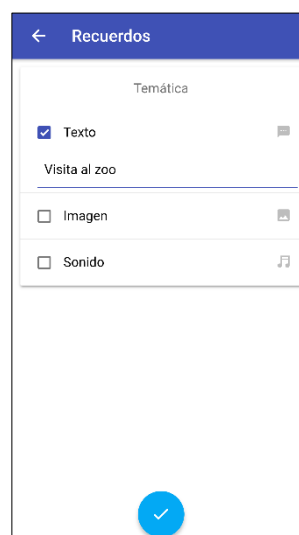 Recuerdos
Temática
Texto
Visita al zoo
Imagen
Sonido